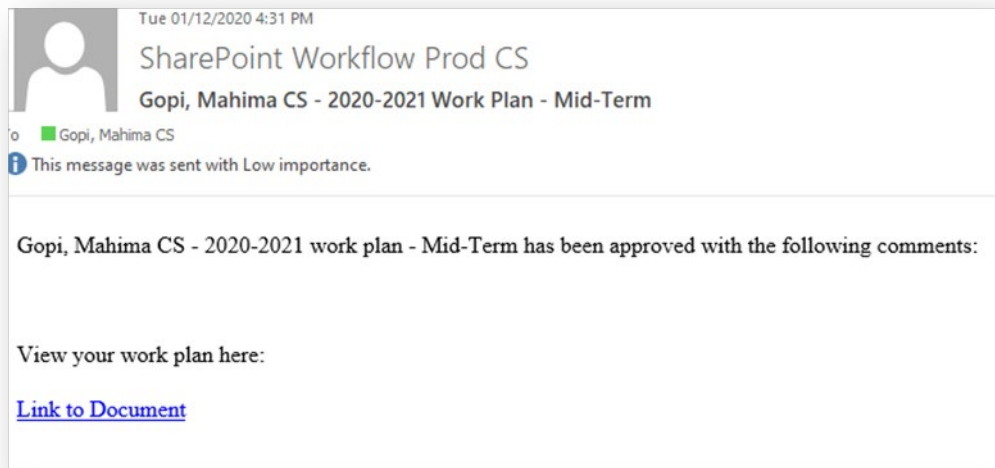 Tue 01/12/2020 4:31 PM
SharePoint Workflow Prod CS
Gopi, Mahima CS - 2020-2021 Work Plan - Mid-Term
o Gopi, Mahima CS
This message was sent with Low importance.
Gopi, Mahima CS - 2020-2021 work plan - Mid-Term has been approved with the following comments:
View your work plan here:
Link to Document